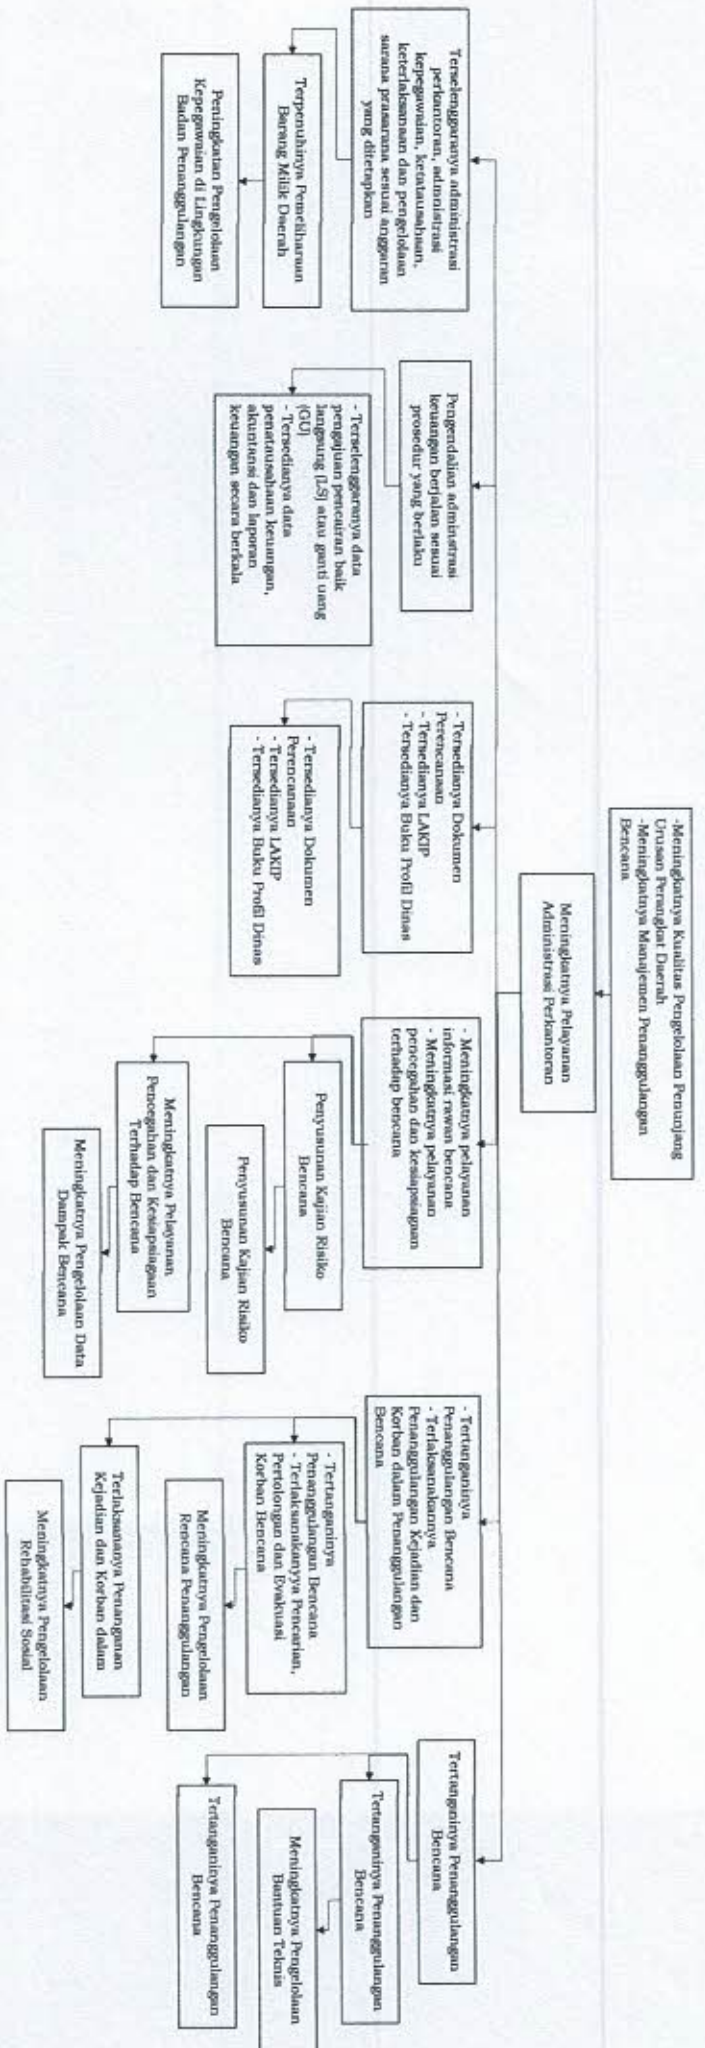 -Meningkatnya Kualitas Pengelolaan Penunjang
Urusan Perangkat Daerah
-Meningkatnya Manajemen Penanggulangan
Bencana
Meningkatnya Pelayanan
Administrasi Perkantoran
Terselenggaranya administrasi
perkantoran, admnistrasi
kepegawaian, ketatausahaan,
keterlaksanaan dan pengelolaan
sarana prasarana sesuai anggaran
yang ditetapkan
Terpenuhinya Pemeliharaan
Barang Milik Daerah
Peningkatan Pengelolaan
Kepegawaian di Lingkungan
Badan Penanggulangan
Pengendalian adminstrasi
keuangan berjalan sesuai
prosedur yang berlaku
- Terselenggaranya data
pengajuan pencairan baik
langsung (LS) atau ganti uang
(GU)
- Tersedianya data
penatausahaan keuangan,
akuntansi dan laporan
keuangan secara berkala
- Tersedianya Dokumen
Perencanaan
- Tersedianya LAKIP
- Tersedianya Buku Profil Dinas
- Tersedianya Dokumen
Perencanaan
- Tersedianya LAKIP
- Tersedianya Buku Profil Dinas
- Meningkatnya pelayanan
informasi rawan bencana
- Meningkatnya pelayanan
pencegahan dan kesiapsiagaan
terhadap bencana
Penyusunan Kajian Risiko
Bencana
Penyusunan Kajian Risiko
Bencana
Meningkatnya Pelayanan
Pencegahan dan Kesiapsiagaan
Terhadap Bencana
Meningkatnya Pengelolaan Data
Dampak Bencana
- Tertanganinya
Penanggulangan Bencana
- Terlaksanakannya
Penanggulangan Kejadian dan
Korban dalam Penanggulangan
Bencana
- Tertanganinya
Penanggulangan Bencana
- Terlaksanakanyya Pencarian,
Pertolongan dan Evakuasi
Korban Bencana
Meningkatnya Pengelolaan
Rencana Penanggulangan
Terlaksananya Penanganan
Kejadian dan Korban dalam
Meningkatnya Pengelolaan
Rehabilitasi Sosial
Tertanganinya Penanggulangan
Bencana
Tertanganinya Penanggulangan
Bencana
Meningkatnya Pengelolaan
Bantuan Teknis
Tertanganinya Penanggulangan
Bencana